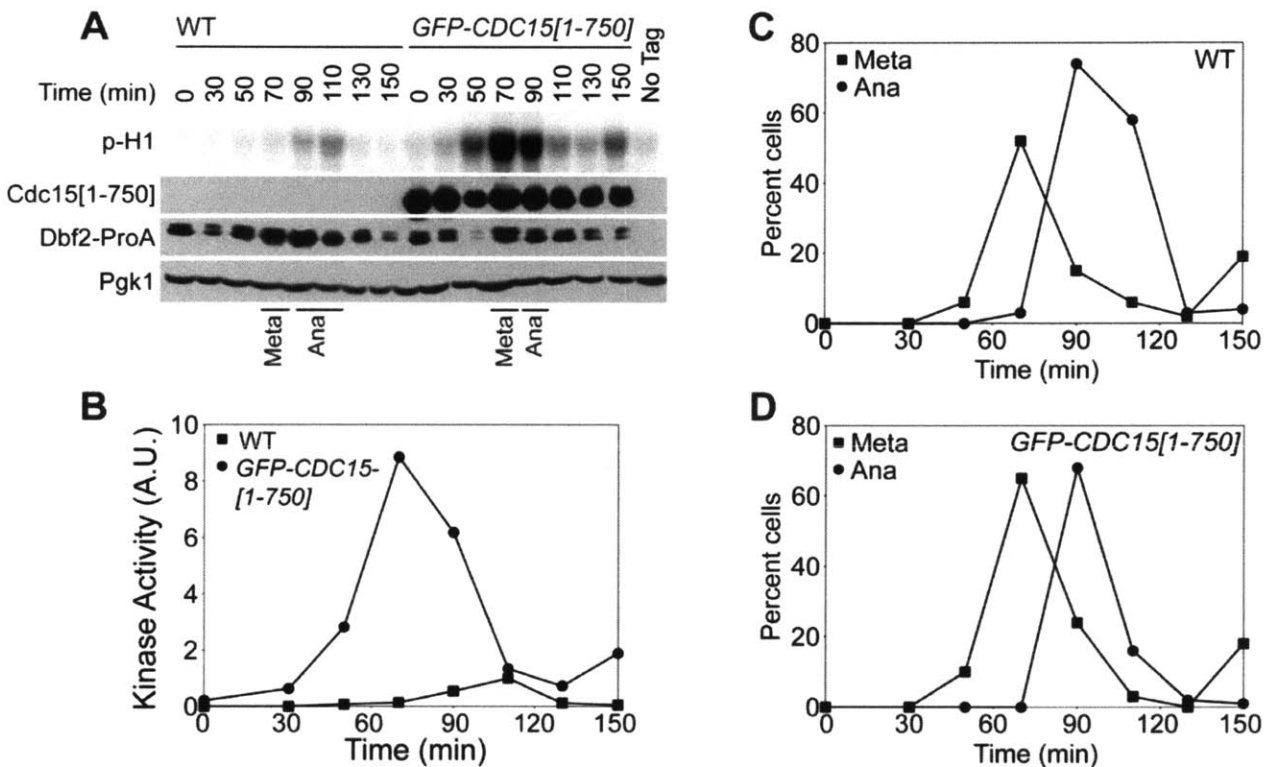 A
WT
GFP-CDC15[1-750]
No Tag
Time (min)
0 30 50 70 90 110 130 150 0 30 50 70 90 110 130 150
p-H1
Cdc15[1-750]
Dbf2-ProA
Pgk1
Meta
Ana
Meta
Ana
B
10
8
6
4
2
0
Kinase Activity (A.U.)
WT
GFP-CDC15-
[1-750]
0 30 60 90 120 150
Time (min)
C
80
60
40
20
0
Percent cells
Meta
Ana
WT
0 30 60 90 120 150
Time (min)
D
80
60
40
20
0
Percent cells
Meta
Ana
GFP-CDC15[1-750]
0 30 60 90 120 150
Time (min)